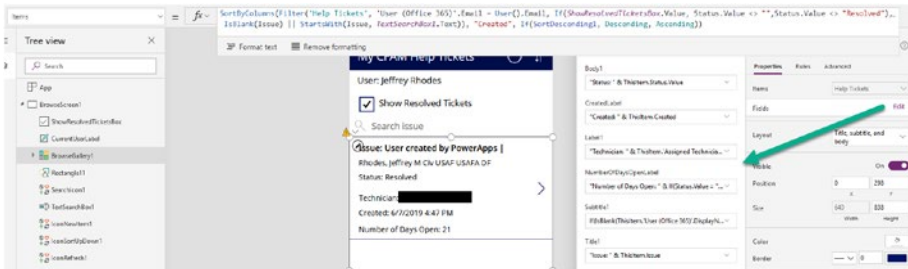 Items
= fx
SortByColumns(Filter('Help Tickets', 'User (Office 365)'.Email = User().Email, If(ShowResolvedTicketsBox.Value, Status.Value <> "",Status.Value <> "Resolved"),
IsBlank(Issue) || StartsWith(Issue, TextSearchBox1.Text)), "Created", If(SortDescending1, Descending, Ascending))
Format text
Remove formatting
Tree view
Search
App
BrowseScreen1
ShowResolvedTicketsBox
CurrentUserLabel
BrowseGallery1
Rectangle11
SearchIcon1
TextSearchBox1
IconNewItem1
IconSortUpDown1
IconRefresh1
My CFAM Help Tickets
User: Jeffrey Rhodes
Show Resolved Tickets
Search issue
Issue: User created by PowerApps |
Rhodes, Jeffrey M Civ USAF USAFA DF
Status: Resolved
Technician:
Created: 6/7/2019 4:47 PM
Number of Days Open: 21
Body1
"Status: " & ThisItem.Status.Value
CreatedLabel
"Created: " & ThisItem.Created
Label1
"Technician: " & ThisItem.'Assigned Technicia...
NumberOfDaysOpenLabel
"Number of Days Open: " & If(Status.Value = "...
Subtitle1
If(IsBlank(ThisItem.'User (Office 365)'.DisplayN...
Title1
"Issue: " & ThisItem.Issue
Properties
Rules
Advanced
Items
Help Tickets
Fields
Edit
Layout
Title, subtitle, and body
Visible
On
Position
0
298
X
Y
Size
640
838
Width
Height
Color
Border
0